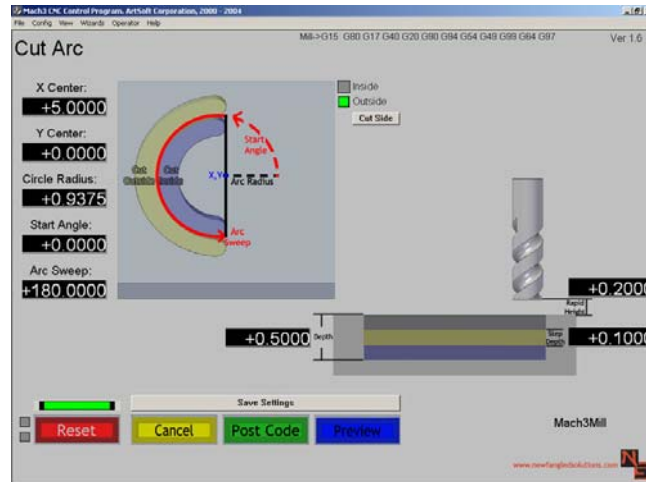 Mach3 CNC Control Program. ArtSoft Corporation, 2000 - 2004
File Config View Wizards Operator Help
Cut Arc
Mill->G15 G80 G17 G40 G20 G90 G94 G54 G49 G99 G64 G97
Ver 1.6
X Center:
+5.0000
Y Center:
+0.0000
Circle Radius:
+0.9375
Start Angle:
+0.0000
Arc Sweep:
+180.0000
Inside
Outside
Cut Side
Start Angle
Cut Outside
Cut Inside
X,Y
Arc Radius
Arc Sweep
+0.2000
Rapid Height
+0.5000
Depth
Step Depth
+0.1000
Save Settings
Reset
Cancel
Post Code
Preview
Mach3Mill
www.newfangledsolutions.com